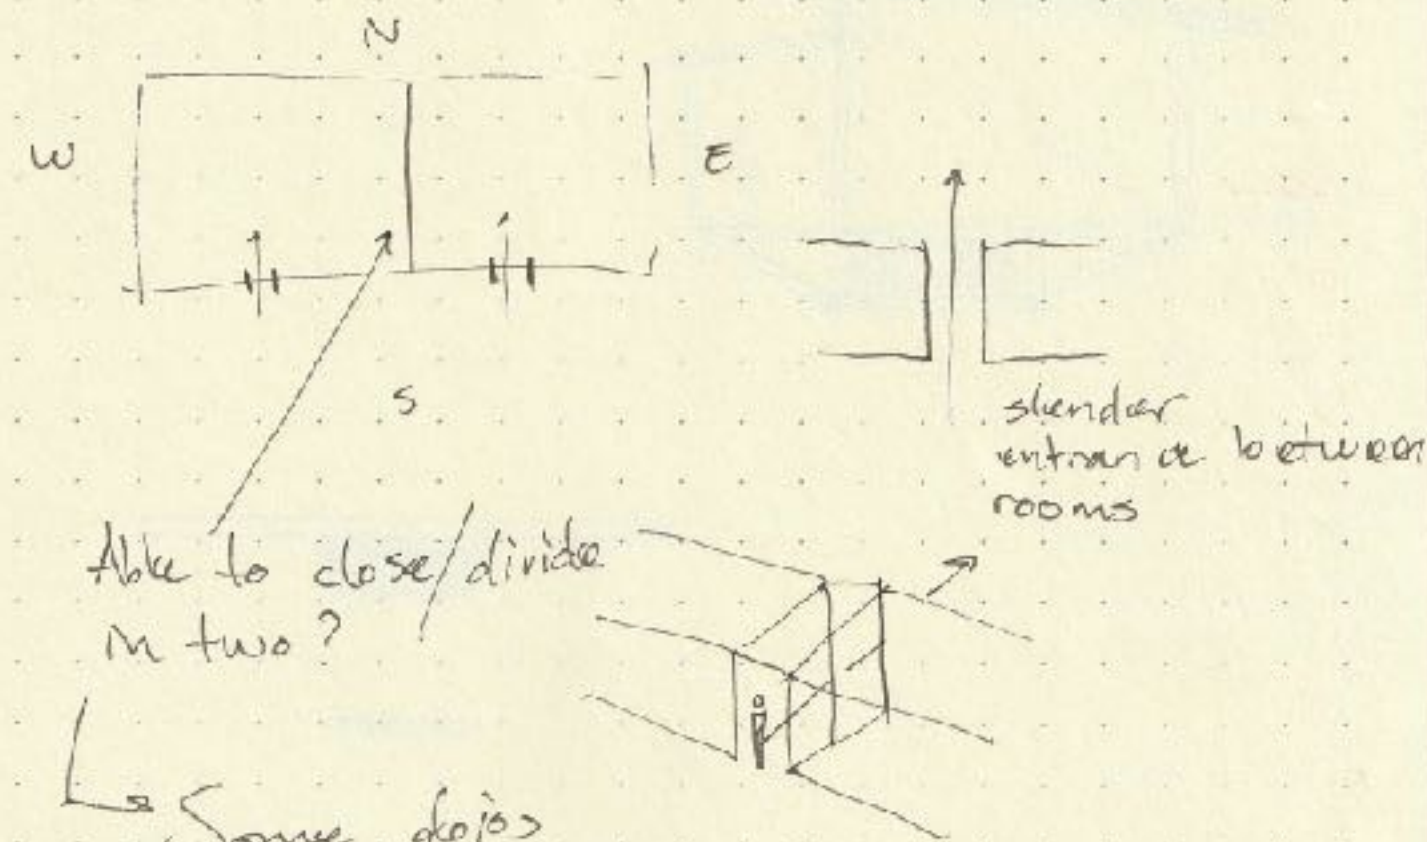 N
W
E
S
slender
entrance between
rooms
Able to close/divide
in two?
Some dojos